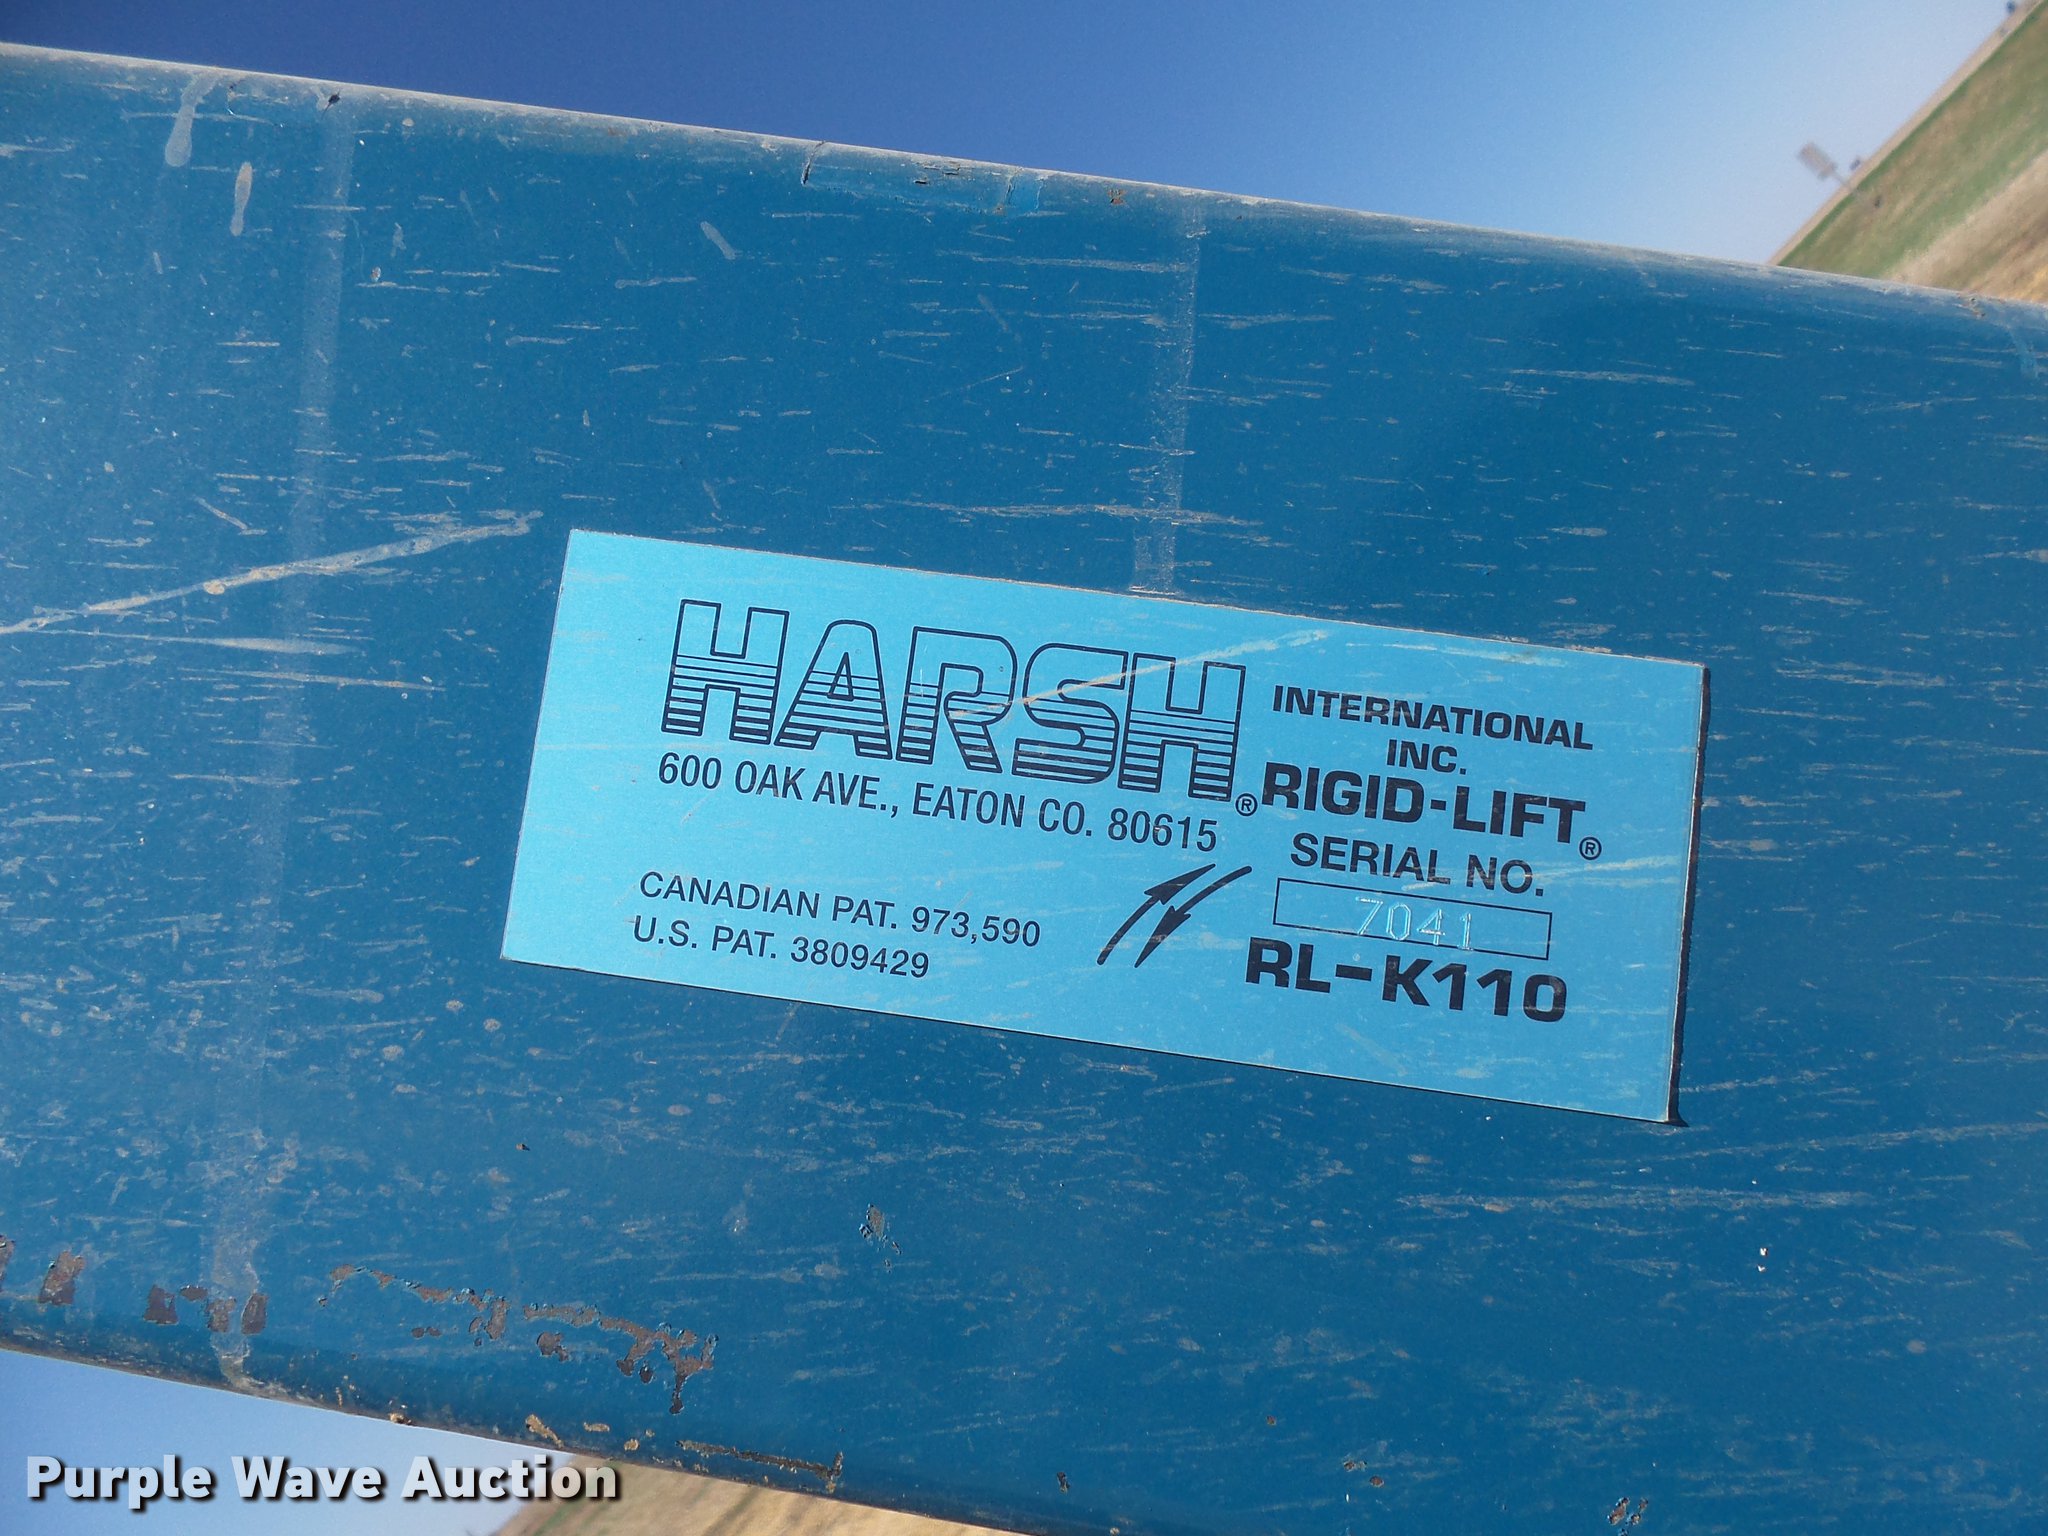 HARSH®
600 OAK AVE., EATON CO. 80615
CANADIAN PAT. 973,590
U.S. PAT. 3809429
INTERNATIONAL
INC.
RIGID-LIFT®
SERIAL NO.
7041
RL-K110
Purple Wave Auction